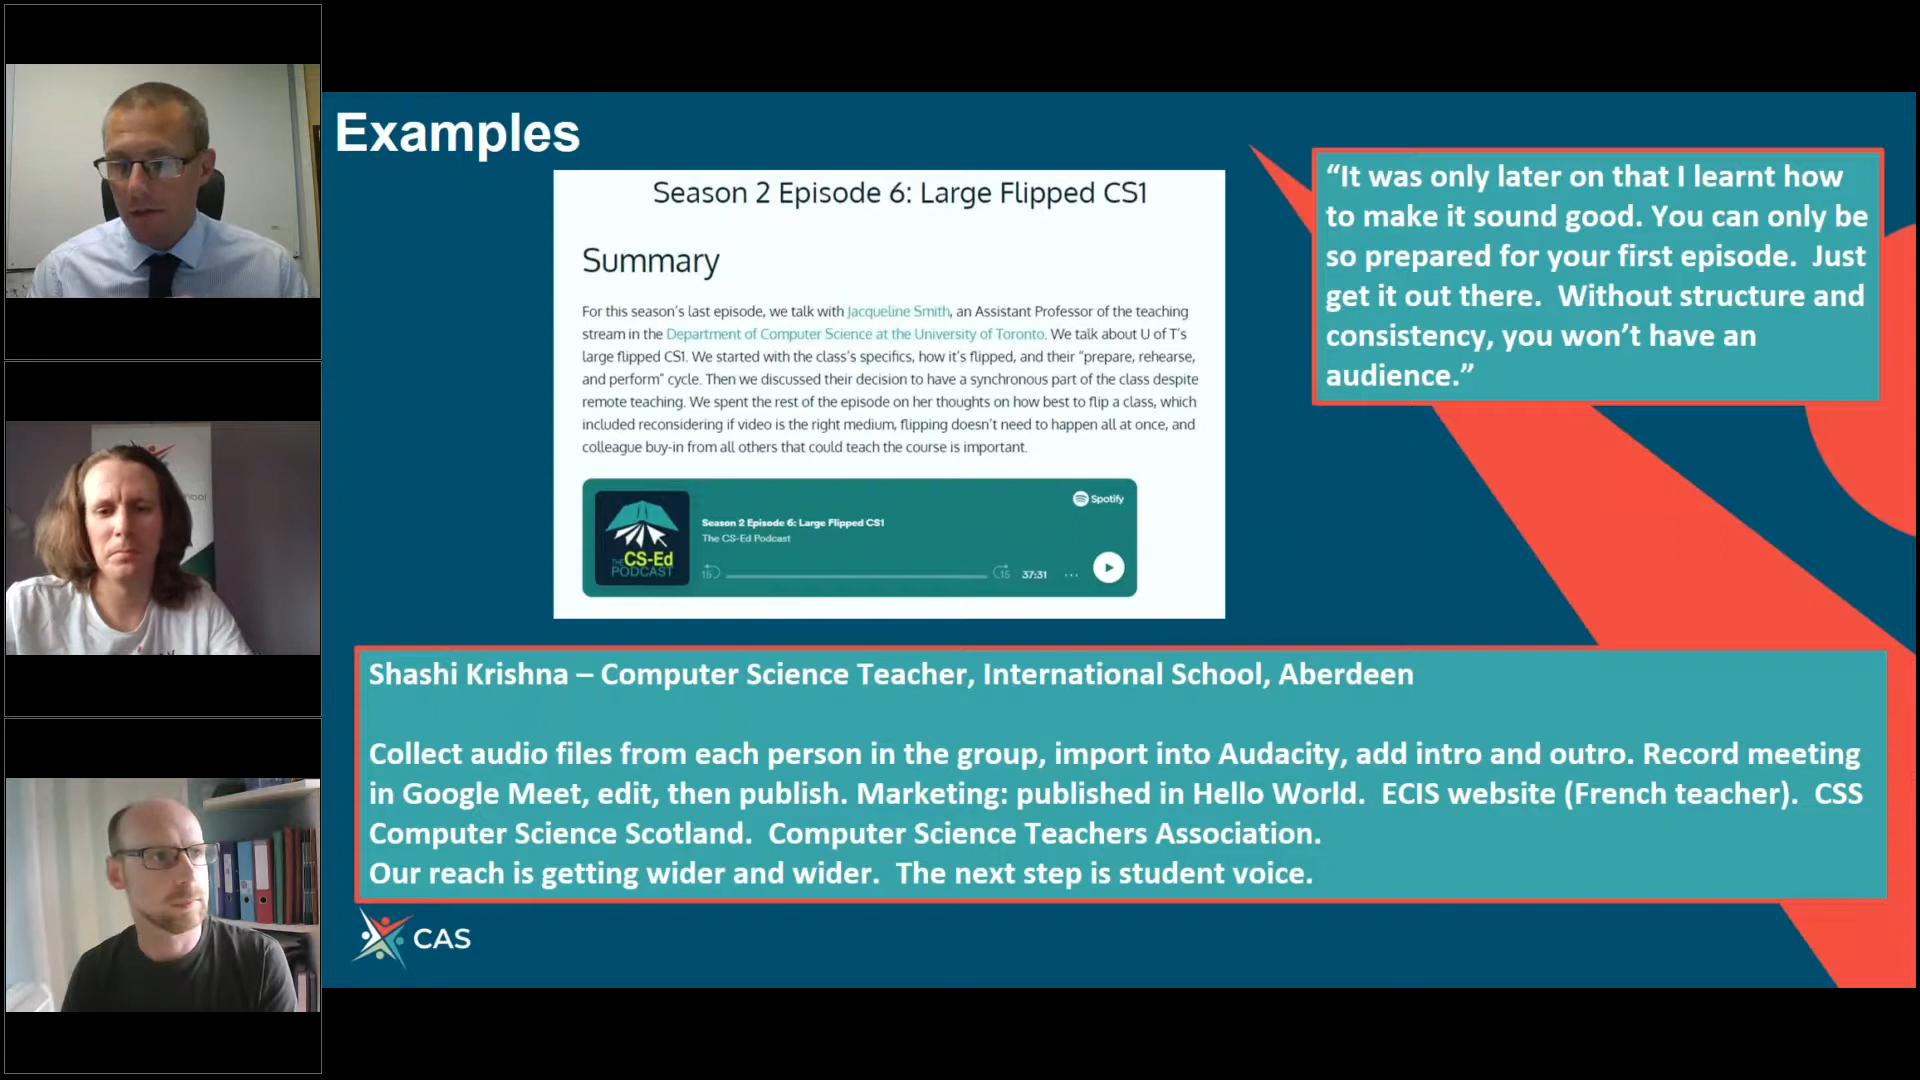 Examples
Season 2 Episode 6: Large Flipped CS1
Summary
For this season's last episode, we talk with Jacqueline Smith, an Assistant Professor of the teaching
stream in the Department of Computer Science at the University of Toronto. We talk about U of T's
large flipped CS1. We started with the class's specifics, how it's flipped, and their "prepare, rehearse,
and perform" cycle. Then we discussed their decision to have a synchronous part of the class despite
remote teaching. We spent the rest of the episode on her thoughts on how best to flip a class, which
included reconsidering if video is the right medium, flipping doesn't need to happen all at once, and
colleague buy-in from all others that could teach the course is important.
Spotify
Season 2 Episode 6: Large Flipped CS1
The CS-Ed Podcast
THE CS-Ed
PODCAST
15
15
37:31
...
“It was only later on that I learnt how
to make it sound good. You can only be
so prepared for your first episode.  Just
get it out there.  Without structure and
consistency, you won’t have an
audience.”
Shashi Krishna – Computer Science Teacher, International School, Aberdeen
Collect audio files from each person in the group, import into Audacity, add intro and outro. Record meeting
in Google Meet, edit, then publish. Marketing: published in Hello World.  ECIS website (French teacher).  CSS
Computer Science Scotland.  Computer Science Teachers Association.
Our reach is getting wider and wider.  The next step is student voice.
CAS